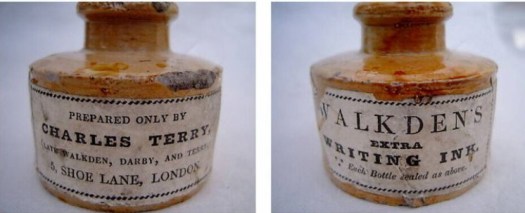 PREPARED ONLY BY
CHARLES TERRY,
LATE WALKDEN, DARBY, AND TERRY,
5, SHOE LANE, LONDON
WALKDEN'S
EXTRA
WRITING INK.
Each Bottle sealed as above.